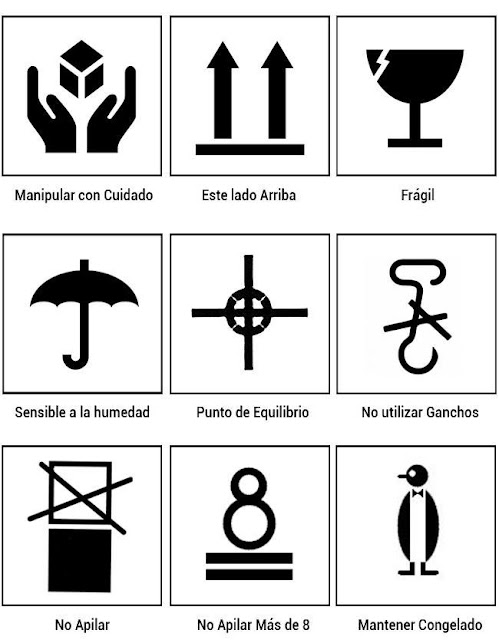 Manipular con Cuidado
Este lado Arriba
Frágil
Sensible a la humedad
Punto de Equilibrio
No utilizar Ganchos
8
No Apilar
No Apilar Más de 8
Mantener Congelado